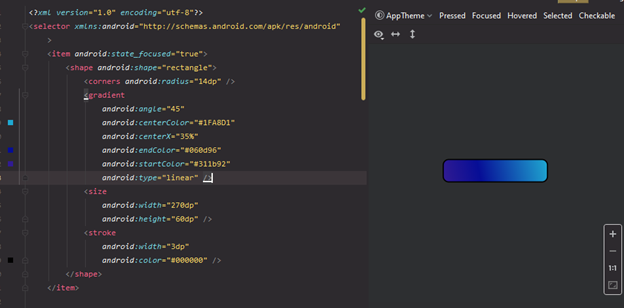 <?xml version="1.0" encoding="utf-8"?>
<selector xmlns:android="http://schemas.android.com/apk/res/android"
>
<item android:state_focused="true">
<shape android:shape="rectangle">
<corners android:radius="14dp" />
<gradient
android:angle="45"
android:centerColor="#1FA8D1"
android:centerX="35%"
android:endColor="#060d96"
android:startColor="#311b92"
android:type="linear" />
<size
android:width="270dp"
android:height="60dp" />
<stroke
android:width="3dp"
android:color="#000000" />
</shape>
</item>
AppTheme Pressed Focused Hovered Selected Checkable
1:1